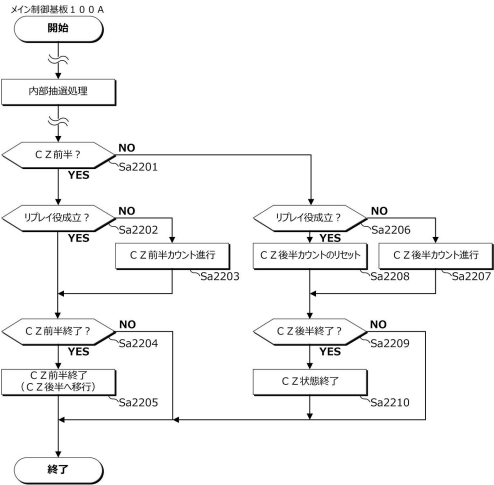 メイン制御基板１００Ａ
開始
内部抽選処理
ＣＺ前半？
NO
Sa2201
YES
リプレイ役成立？
NO
Sa2202
YES
リプレイ役成立？
NO
Sa2206
YES
ＣＺ前半カウント進行
Sa2203
ＣＺ後半カウントのリセット
Sa2208
ＣＺ後半カウント進行
Sa2207
ＣＺ前半終了？
NO
Sa2204
YES
ＣＺ後半終了？
NO
Sa2209
YES
ＣＺ前半終了
（ＣＺ後半へ移行）
Sa2205
ＣＺ状態終了
Sa2210
終了